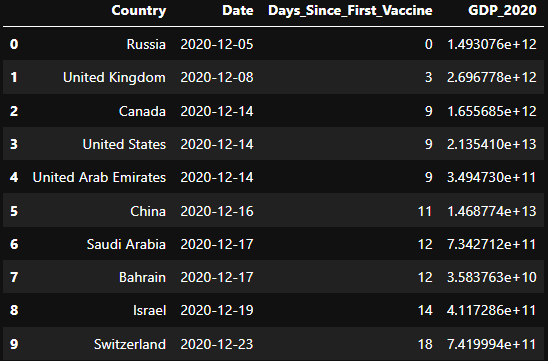 Country Date Days_Since_First_Vaccine GDP_2020
0 Russia 2020-12-05 0 1.493076e+12
1 United Kingdom 2020-12-08 3 2.696778e+12
2 Canada 2020-12-14 9 1.655685e+12
3 United States 2020-12-14 9 2.135410e+13
4 United Arab Emirates 2020-12-14 9 3.494730e+11
5 China 2020-12-16 11 1.468774e+13
6 Saudi Arabia 2020-12-17 12 7.342712e+11
7 Bahrain 2020-12-17 12 3.583763e+10
8 Israel 2020-12-19 14 4.117286e+11
9 Switzerland 2020-12-23 18 7.419994e+11